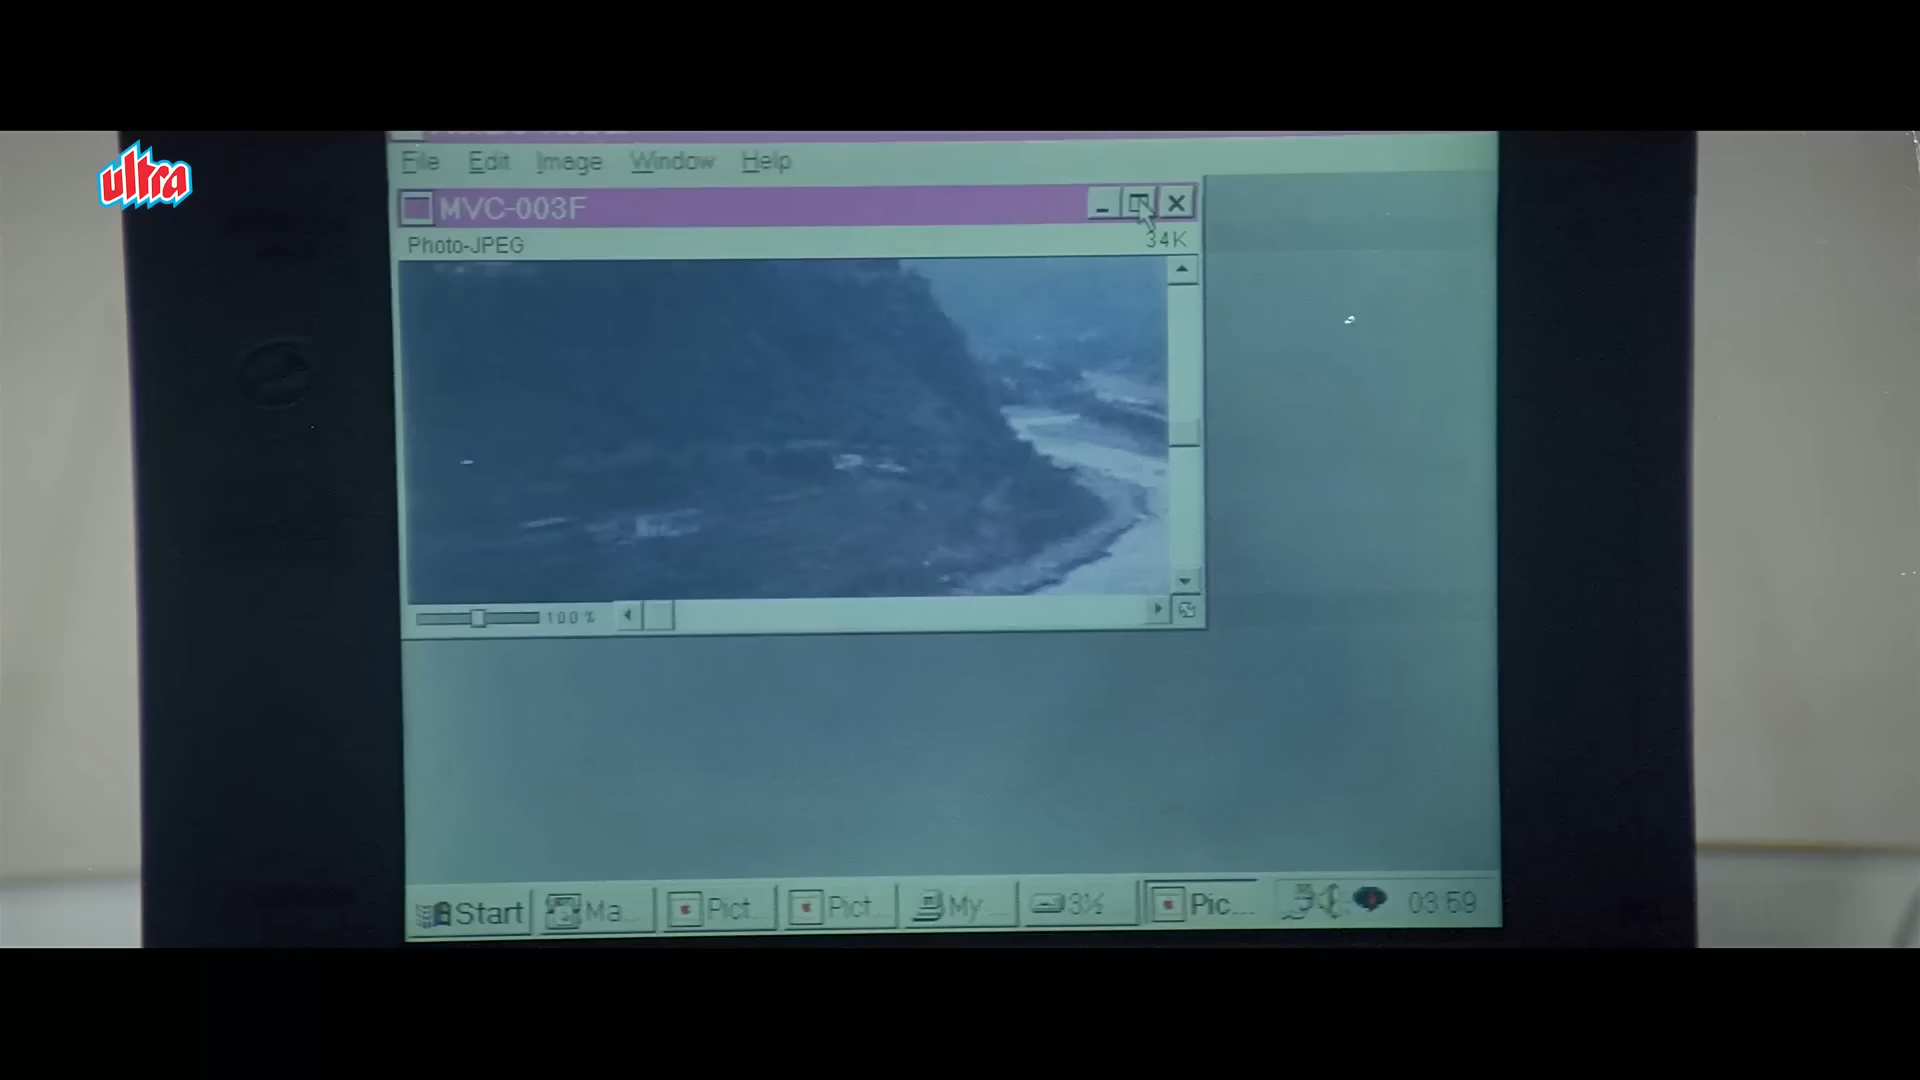 ultra
File Edit Image Window Help
MVC-003F
Photo-JPEG 34K
100%
Start Ma... Pict... Pict... My ... 3½ ... Pic... 03:59